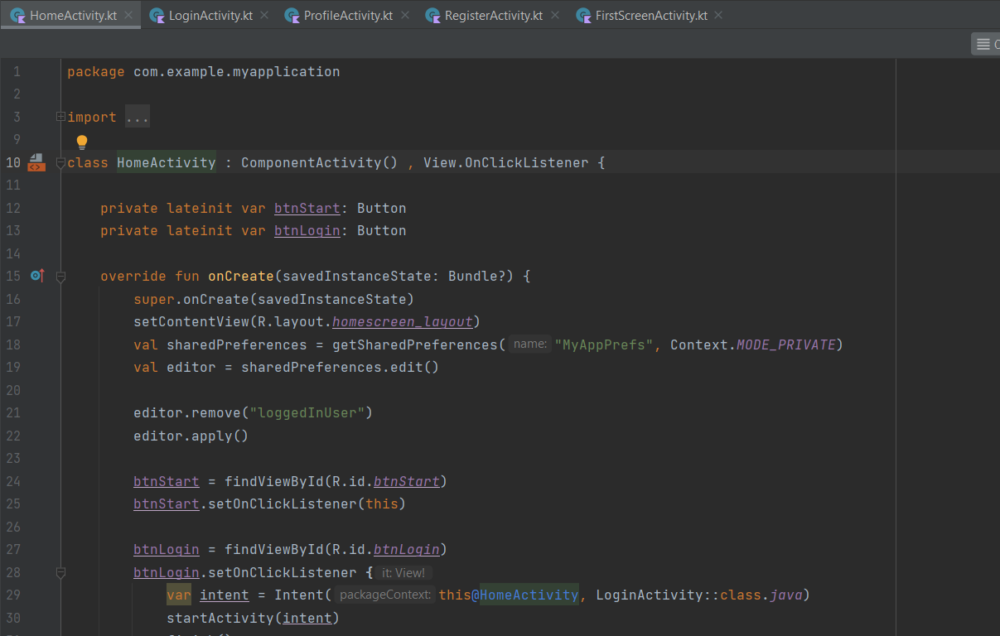 HomeActivity.kt LoginActivity.kt ProfileActivity.kt RegisterActivity.kt FirstScreenActivity.kt
1 package com.example.myapplication
2
3 import ...
9
10 class HomeActivity : ComponentActivity() , View.OnClickListener {
11
12 private lateinit var btnStart: Button
13 private lateinit var btnLogin: Button
14
15 override fun onCreate(savedInstanceState: Bundle?) {
16 super.onCreate(savedInstanceState)
17 setContentView(R.layout.homescreen_layout)
18 val sharedPreferences = getSharedPreferences( name: "MyAppPrefs", Context.MODE_PRIVATE)
19 val editor = sharedPreferences.edit()
20
21 editor.remove("loggedInUser")
22 editor.apply()
23
24 btnStart = findViewById(R.id.btnStart)
25 btnStart.setOnClickListener(this)
26
27 btnLogin = findViewById(R.id.btnLogin)
28 btnLogin.setOnClickListener { it: View!
29 var intent = Intent( packageContext: this@HomeActivity, LoginActivity::class.java)
30 startActivity(intent)